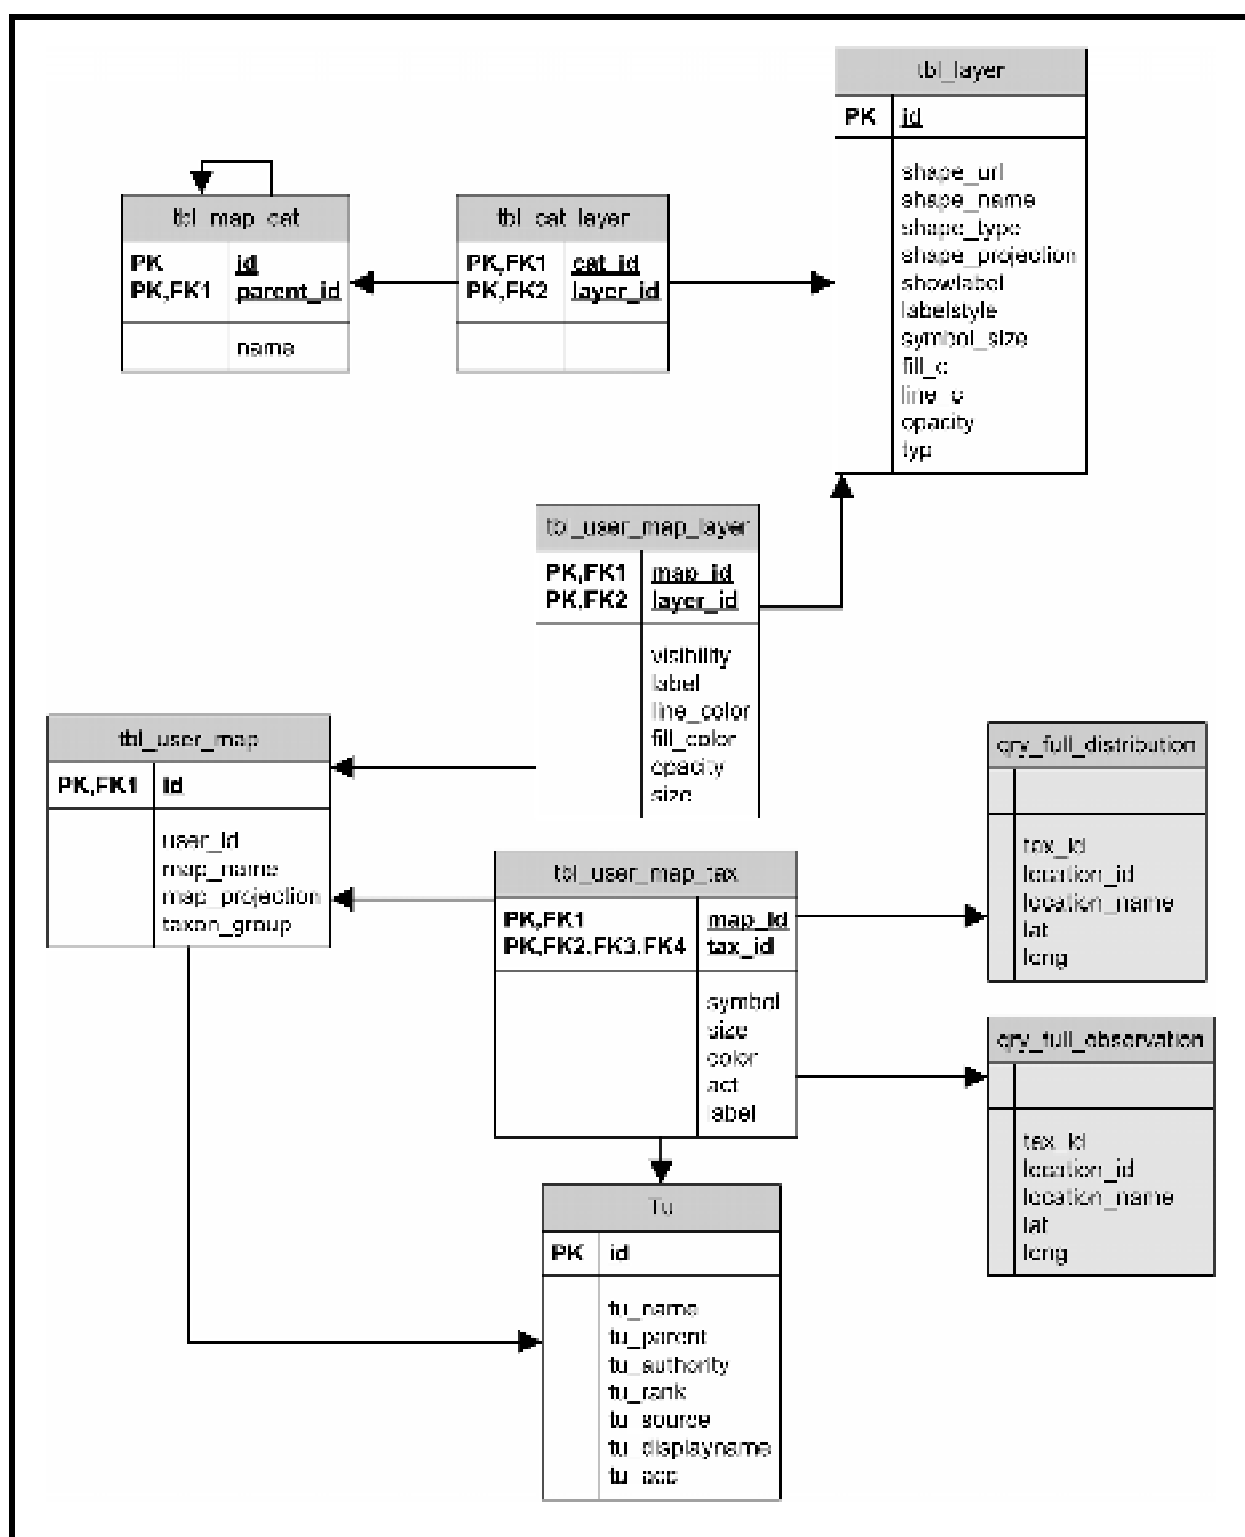 tbl_layer
PK id
shape_url
shape_name
shape_type
shape_projection
showlabel
labelstyle
symbol_size
fill_c
line_c
opacity
typ
tbl_map_cat
PK id
PK,FK1 parent_id
name
tbl_cat_layer
PK,FK1 cat_id
PK,FK2 layer_id
tbl_user_map_layer
PK,FK1 map_id
PK,FK2 layer_id
visibility
label
line_color
fill_color
opacity
size
tbl_user_map
PK,FK1 id
user_id
map_name
map_projection
taxon_group
qry_full_distribution
tax_id
location_id
location_name
lat
long
tbl_user_map_tax
PK,FK1 map_id
PK,FK2,FK3,FK4 tax_id
symbol
size
color
act
label
qry_full_observation
tax_id
location_id
location_name
lat
long
Tu
PK id
tu_name
tu_parent
tu_authority
tu_rank
tu_source
tu_displayname
tu_acc